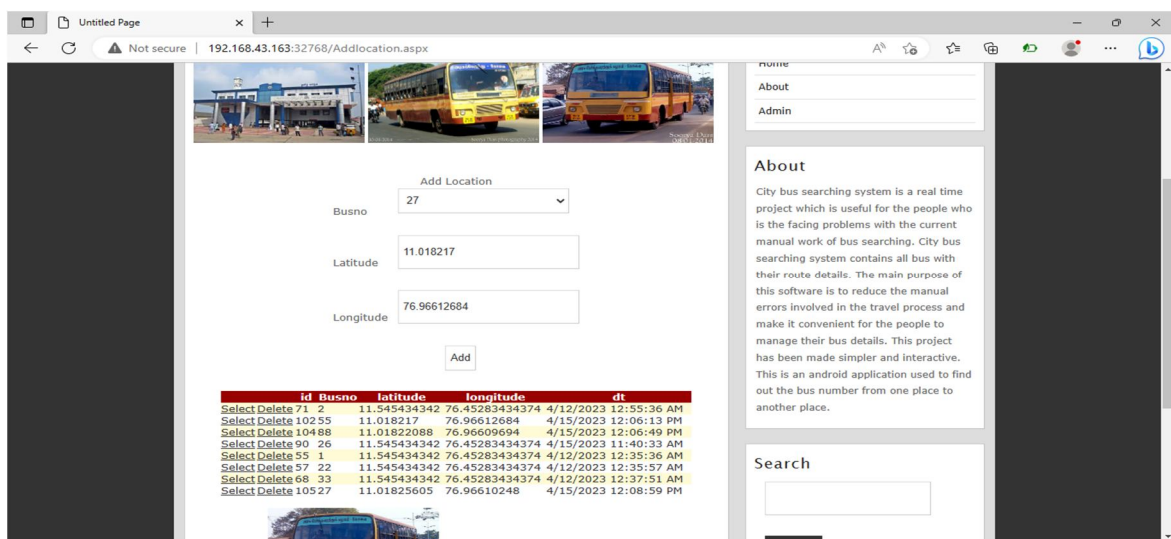 Untitled Page
Not secure | 192.168.43.163:32768/Addlocation.aspx
Home
About
Admin
Add Location
Busno 27
Latitude 11.018217
Longitude 76.96612684
Add
id Busno latitude longitude dt
Select Delete 71 2 11.545434342 76.45283434374 4/12/2023 12:55:36 AM
Select Delete 102 55 11.018217 76.96612684 4/15/2023 12:06:13 PM
Select Delete 104 88 11.01822088 76.96609694 4/15/2023 12:06:49 PM
Select Delete 90 26 11.545434342 76.45283434374 4/15/2023 11:40:33 AM
Select Delete 55 1 11.545434342 76.45283434374 4/12/2023 12:35:36 AM
Select Delete 57 22 11.545434342 76.45283434374 4/12/2023 12:35:57 AM
Select Delete 68 33 11.545434342 76.45283434374 4/12/2023 12:37:51 AM
Select Delete 105 27 11.01825605 76.96610248 4/15/2023 12:08:59 PM
About
City bus searching system is a real time
project which is useful for the people who
is the facing problems with the current
manual work of bus searching. City bus
searching system contains all bus with
their route details. The main purpose of
this software is to reduce the manual
errors involved in the travel process and
make it convenient for the people to
manage their bus details. This project
has been made simpler and interactive.
This is an android application used to find
out the bus number from one place to
another place.
Search